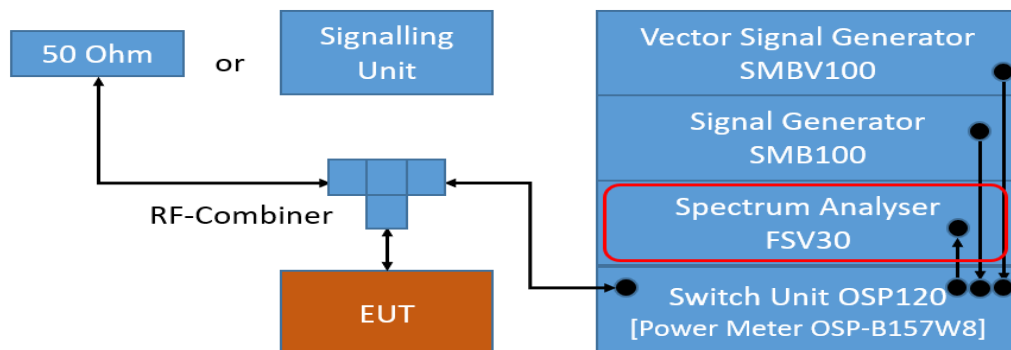 50 Ohm
or
Signalling
Unit
RF-Combiner
EUT
Vector Signal Generator
SMBV100
Signal Generator
SMB100
Spectrum Analyser
FSV30
Switch Unit OSP120
[Power Meter OSP-B157W8]